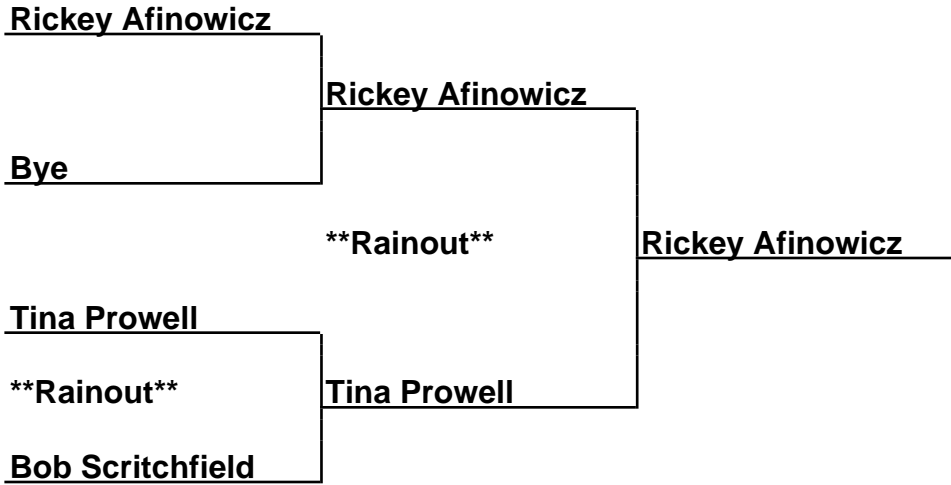 Rickey Afinowicz
Rickey Afinowicz
Bye
**Rainout**
Rickey Afinowicz
Tina Prowell
**Rainout**
Tina Prowell
Bob Scritchfield